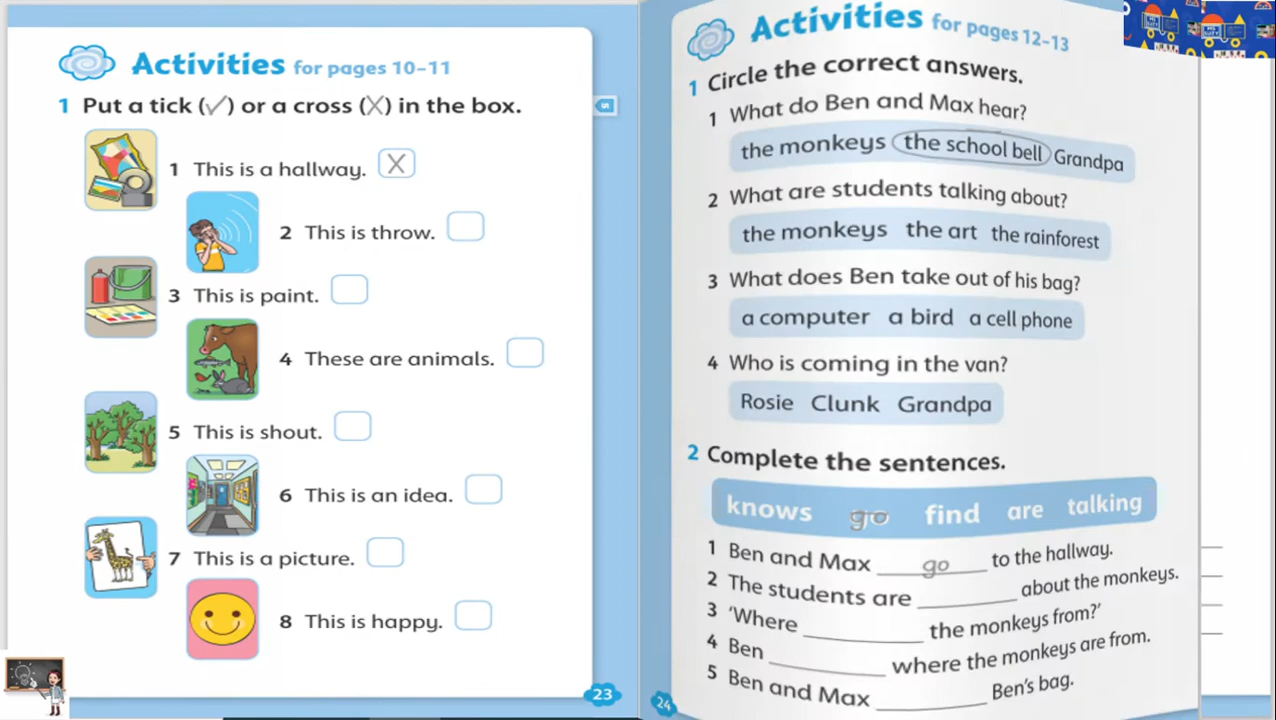 Activities for pages 10-11
1 Put a tick (✓) or a cross (X) in the box.
1 This is a hallway. X
2 This is throw.
3 This is paint.
4 These are animals.
5 This is shout.
6 This is an idea.
7 This is a picture.
8 This is happy.
23
Activities for pages 12-13
1 Circle the correct answers.
1 What do Ben and Max hear?
the monkeys the school bell Grandpa
2 What are students talking about?
the monkeys the art the rainforest
3 What does Ben take out of his bag?
a computer a bird a cell phone
4 Who is coming in the van?
Rosie Clunk Grandpa
2 Complete the sentences.
knows go find are talking
1 Ben and Max go to the hallway.
2 The students are ____ about the monkeys.
3 ‘Where ____ the monkeys from?’
4 Ben ____ where the monkeys are from.
5 Ben and Max ____ Ben’s bag.
24